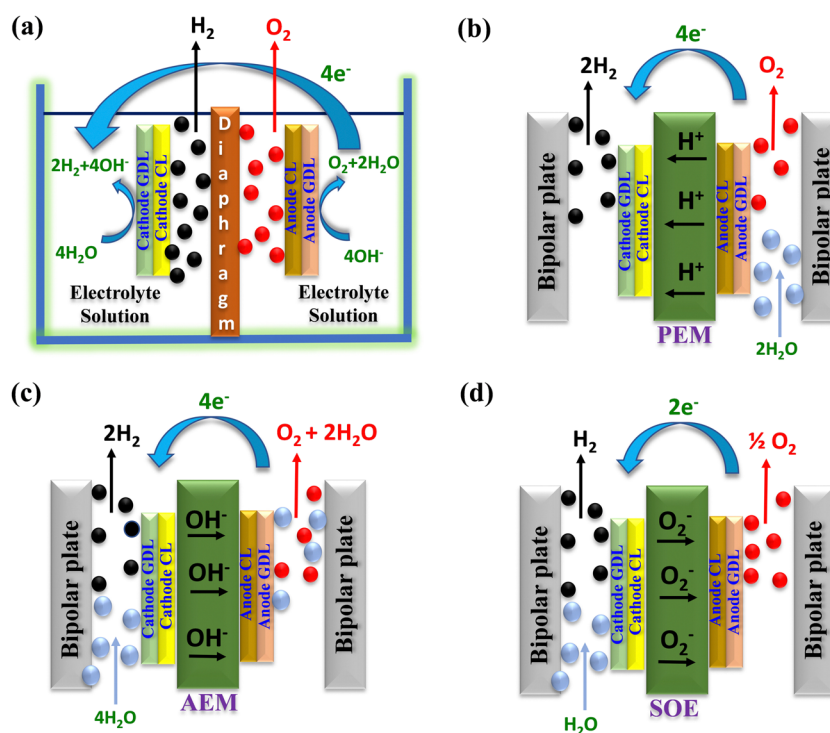 (a)
H₂
O₂
4e⁻
Diaphragm
2H₂+4OH⁻
O₂+2H₂O
Cathode GDL
Cathode CL
Anode CL
Anode GDL
4H₂O
4OH⁻
Electrolyte
Solution
Electrolyte
Solution
(b)
4e⁻
2H₂
O₂
Bipolar plate
Cathode GDL
Cathode CL
H⁺
H⁺
H⁺
Anode CL
Anode GDL
Bipolar plate
PEM
2H₂O
(c)
4e⁻
2H₂
O₂ + 2H₂O
Bipolar plate
Cathode GDL
Cathode CL
OH⁻
OH⁻
OH⁻
Anode CL
Anode GDL
Bipolar plate
4H₂O
AEM
(d)
2e⁻
H₂
½ O₂
Bipolar plate
Cathode GDL
Cathode CL
O₂⁻
O₂⁻
O₂⁻
Anode CL
Anode GDL
Bipolar plate
H₂O
SOE